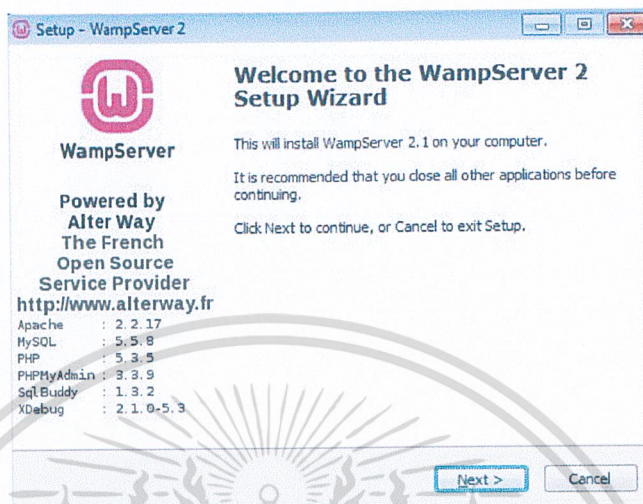 Setup - WampServer 2
WampServer
Powered by
Alter Way
The French
Open Source
Service Provider
http://www.alterway.fr
Apache : 2.2.17
MySQL : 5.5.8
PHP : 5.3.5
PHPMyAdmin : 3.3.9
SqlBuddy : 1.3.2
XDebug : 2.1.0-5.3
Welcome to the WampServer 2
Setup Wizard
This will install WampServer 2.1 on your computer.
It is recommended that you close all other applications before
continuing.
Click Next to continue, or Cancel to exit Setup.
Next >
Cancel